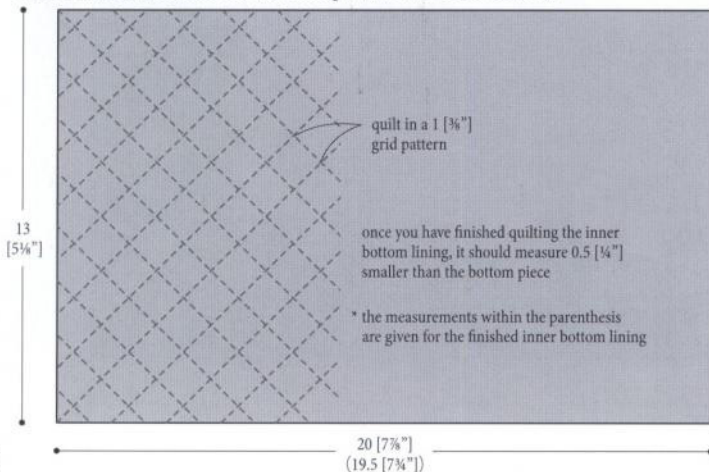 quilt in a 1 [⅜"]
grid pattern
13
[5⅛"]
once you have finished quilting the inner
bottom lining, it should measure 0.5 [¼"]
smaller than the bottom piece
* the measurements within the parenthesis
are given for the finished inner bottom lining
20 [7⅞"]
(19.5 [7¾"])